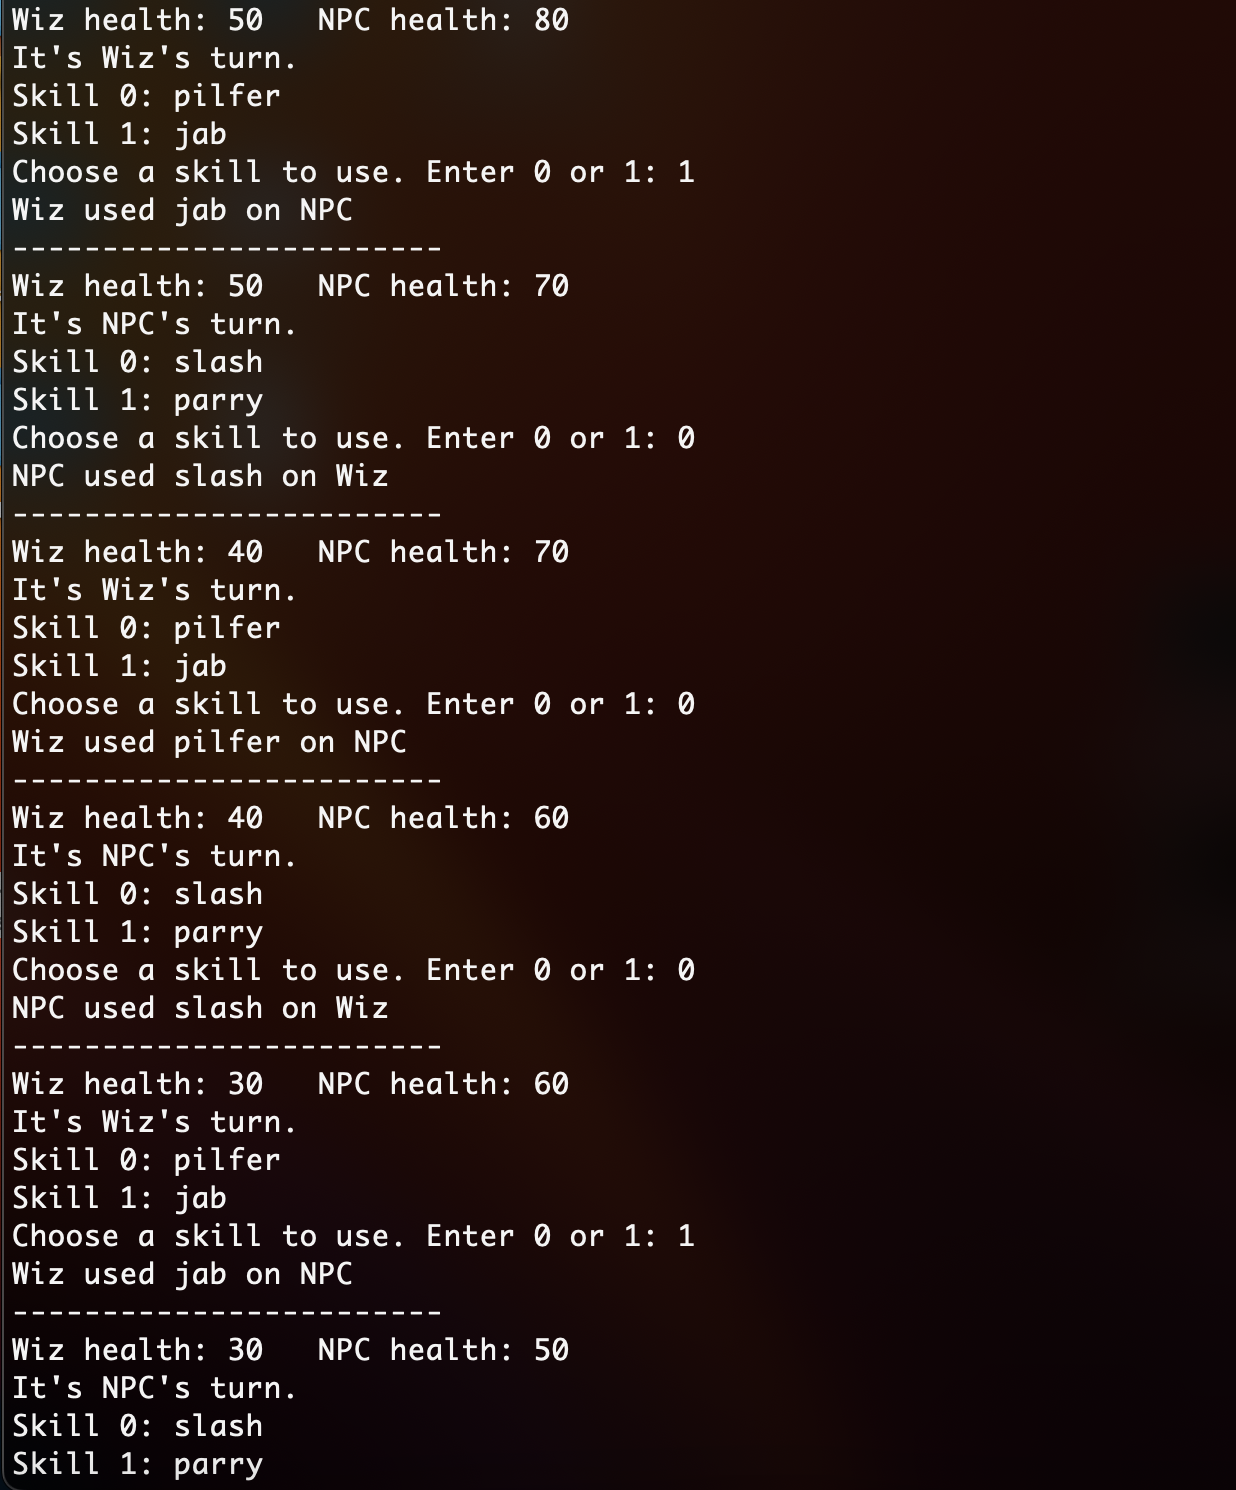 Wiz health: 50   NPC health: 80
It's Wiz's turn.
Skill 0: pilfer
Skill 1: jab
Choose a skill to use. Enter 0 or 1: 1
Wiz used jab on NPC
------------------------
Wiz health: 50   NPC health: 70
It's NPC's turn.
Skill 0: slash
Skill 1: parry
Choose a skill to use. Enter 0 or 1: 0
NPC used slash on Wiz
------------------------
Wiz health: 40   NPC health: 70
It's Wiz's turn.
Skill 0: pilfer
Skill 1: jab
Choose a skill to use. Enter 0 or 1: 0
Wiz used pilfer on NPC
------------------------
Wiz health: 40   NPC health: 60
It's NPC's turn.
Skill 0: slash
Skill 1: parry
Choose a skill to use. Enter 0 or 1: 0
NPC used slash on Wiz
------------------------
Wiz health: 30   NPC health: 60
It's Wiz's turn.
Skill 0: pilfer
Skill 1: jab
Choose a skill to use. Enter 0 or 1: 1
Wiz used jab on NPC
------------------------
Wiz health: 30   NPC health: 50
It's NPC's turn.
Skill 0: slash
Skill 1: parry